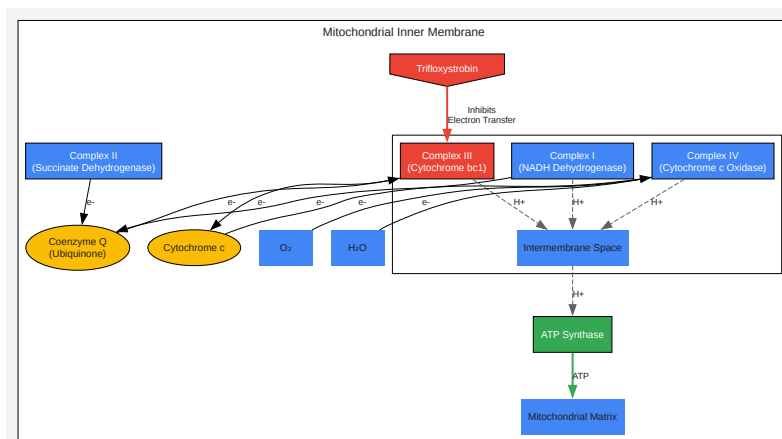 Mitochondrial Inner Membrane
Trifloxystrobin
Inhibits
Electron Transfer
Complex II
(Succinate Dehydrogenase)
Complex III
(Cytochrome bc1)
Complex I
(NADH Dehydrogenase)
Complex IV
(Cytochrome c Oxidase)
e-
e-
e-
e-
e-
e-
H+
H+
H+
Coenzyme Q
(Ubiquinone)
Cytochrome c
O₂
H₂O
Intermembrane Space
H+
ATP Synthase
ATP
Mitochondrial Matrix